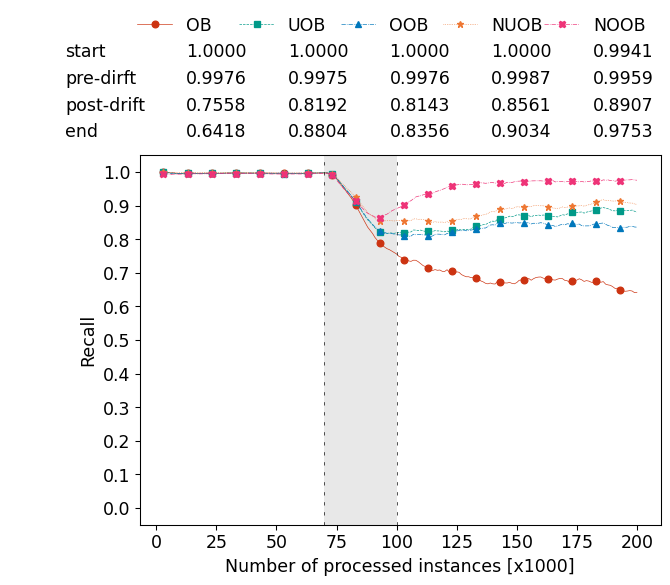 OB UOB OOB NUOB NOOB
start 1.0000 1.0000 1.0000 1.0000 0.9941
pre-dirft 0.9976 0.9975 0.9976 0.9987 0.9959
post-drift 0.7558 0.8192 0.8143 0.8561 0.8907
end 0.6418 0.8804 0.8356 0.9034 0.9753
1.0
0.9
0.8
0.7
0.6
0.5
0.4
0.3
0.2
0.1
0.0
Recall
0 25 50 75 100 125 150 175 200
Number of processed instances [x1000]